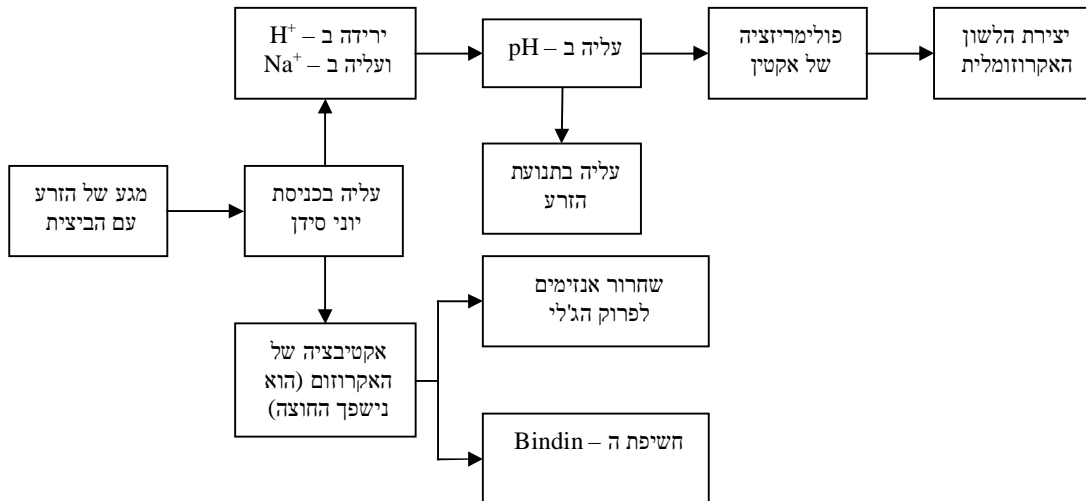 מגע של הזרע
עם הביצית
עליה בכניסת
יוני סידן
ירידה ב – H⁺
ועליה ב – Na⁺
עליה ב – pH
פולימריזציה
של אקטין
יצירת הלשון
האקרוזומלית
עליה בתנועת
הזרע
אקטיבציה של
האקרוזום (הוא
נישפך החוצה)
שחרור אנזימים
לפרוק הג'לי
חשיפת ה – Bindin